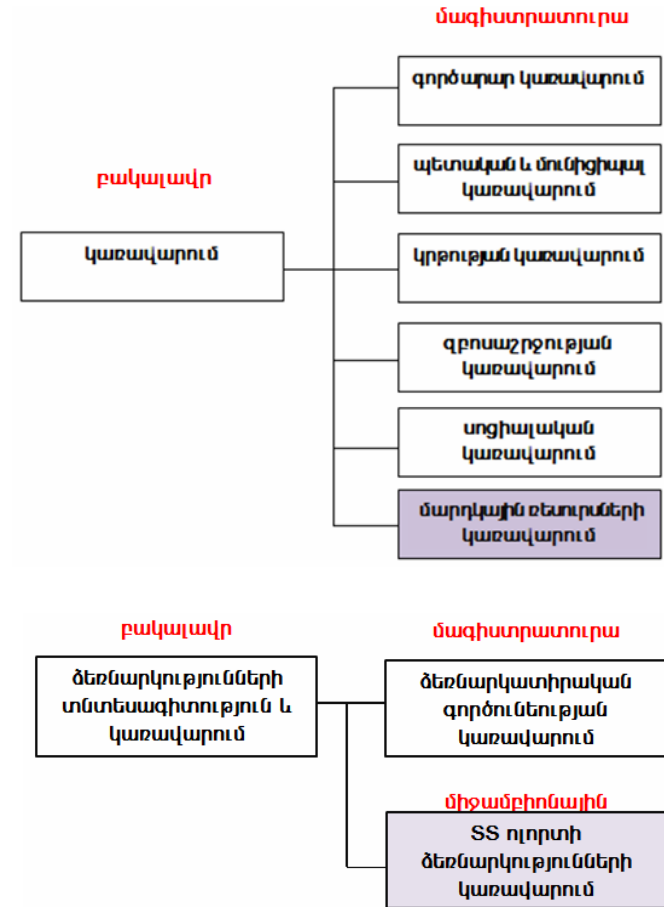 մագիստրատուրա
գործարար կառավարում
պետական և մունիցիպալ
կառավարում
բակալավր
կառավարում
կրթության կառավարում
զբոսաշրջության
կառավարում
սոցիալական
կառավարում
մարդկային ռեսուրսների
կառավարում
բակալավր
մագիստրատուրա
ձեռնարկությունների
տնտեսագիտություն և
կառավարում
ձեռնարկատիրական
գործունեության
կառավարում
միջամբիոնային
ՏՏ ոլորտի
ձեռնարկությունների
կառավարում